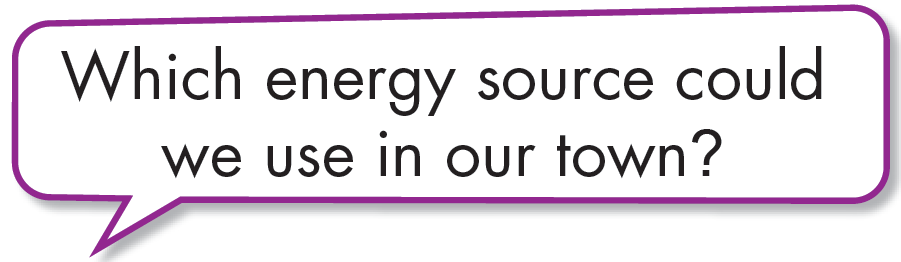 Which energy source could
we use in our town?